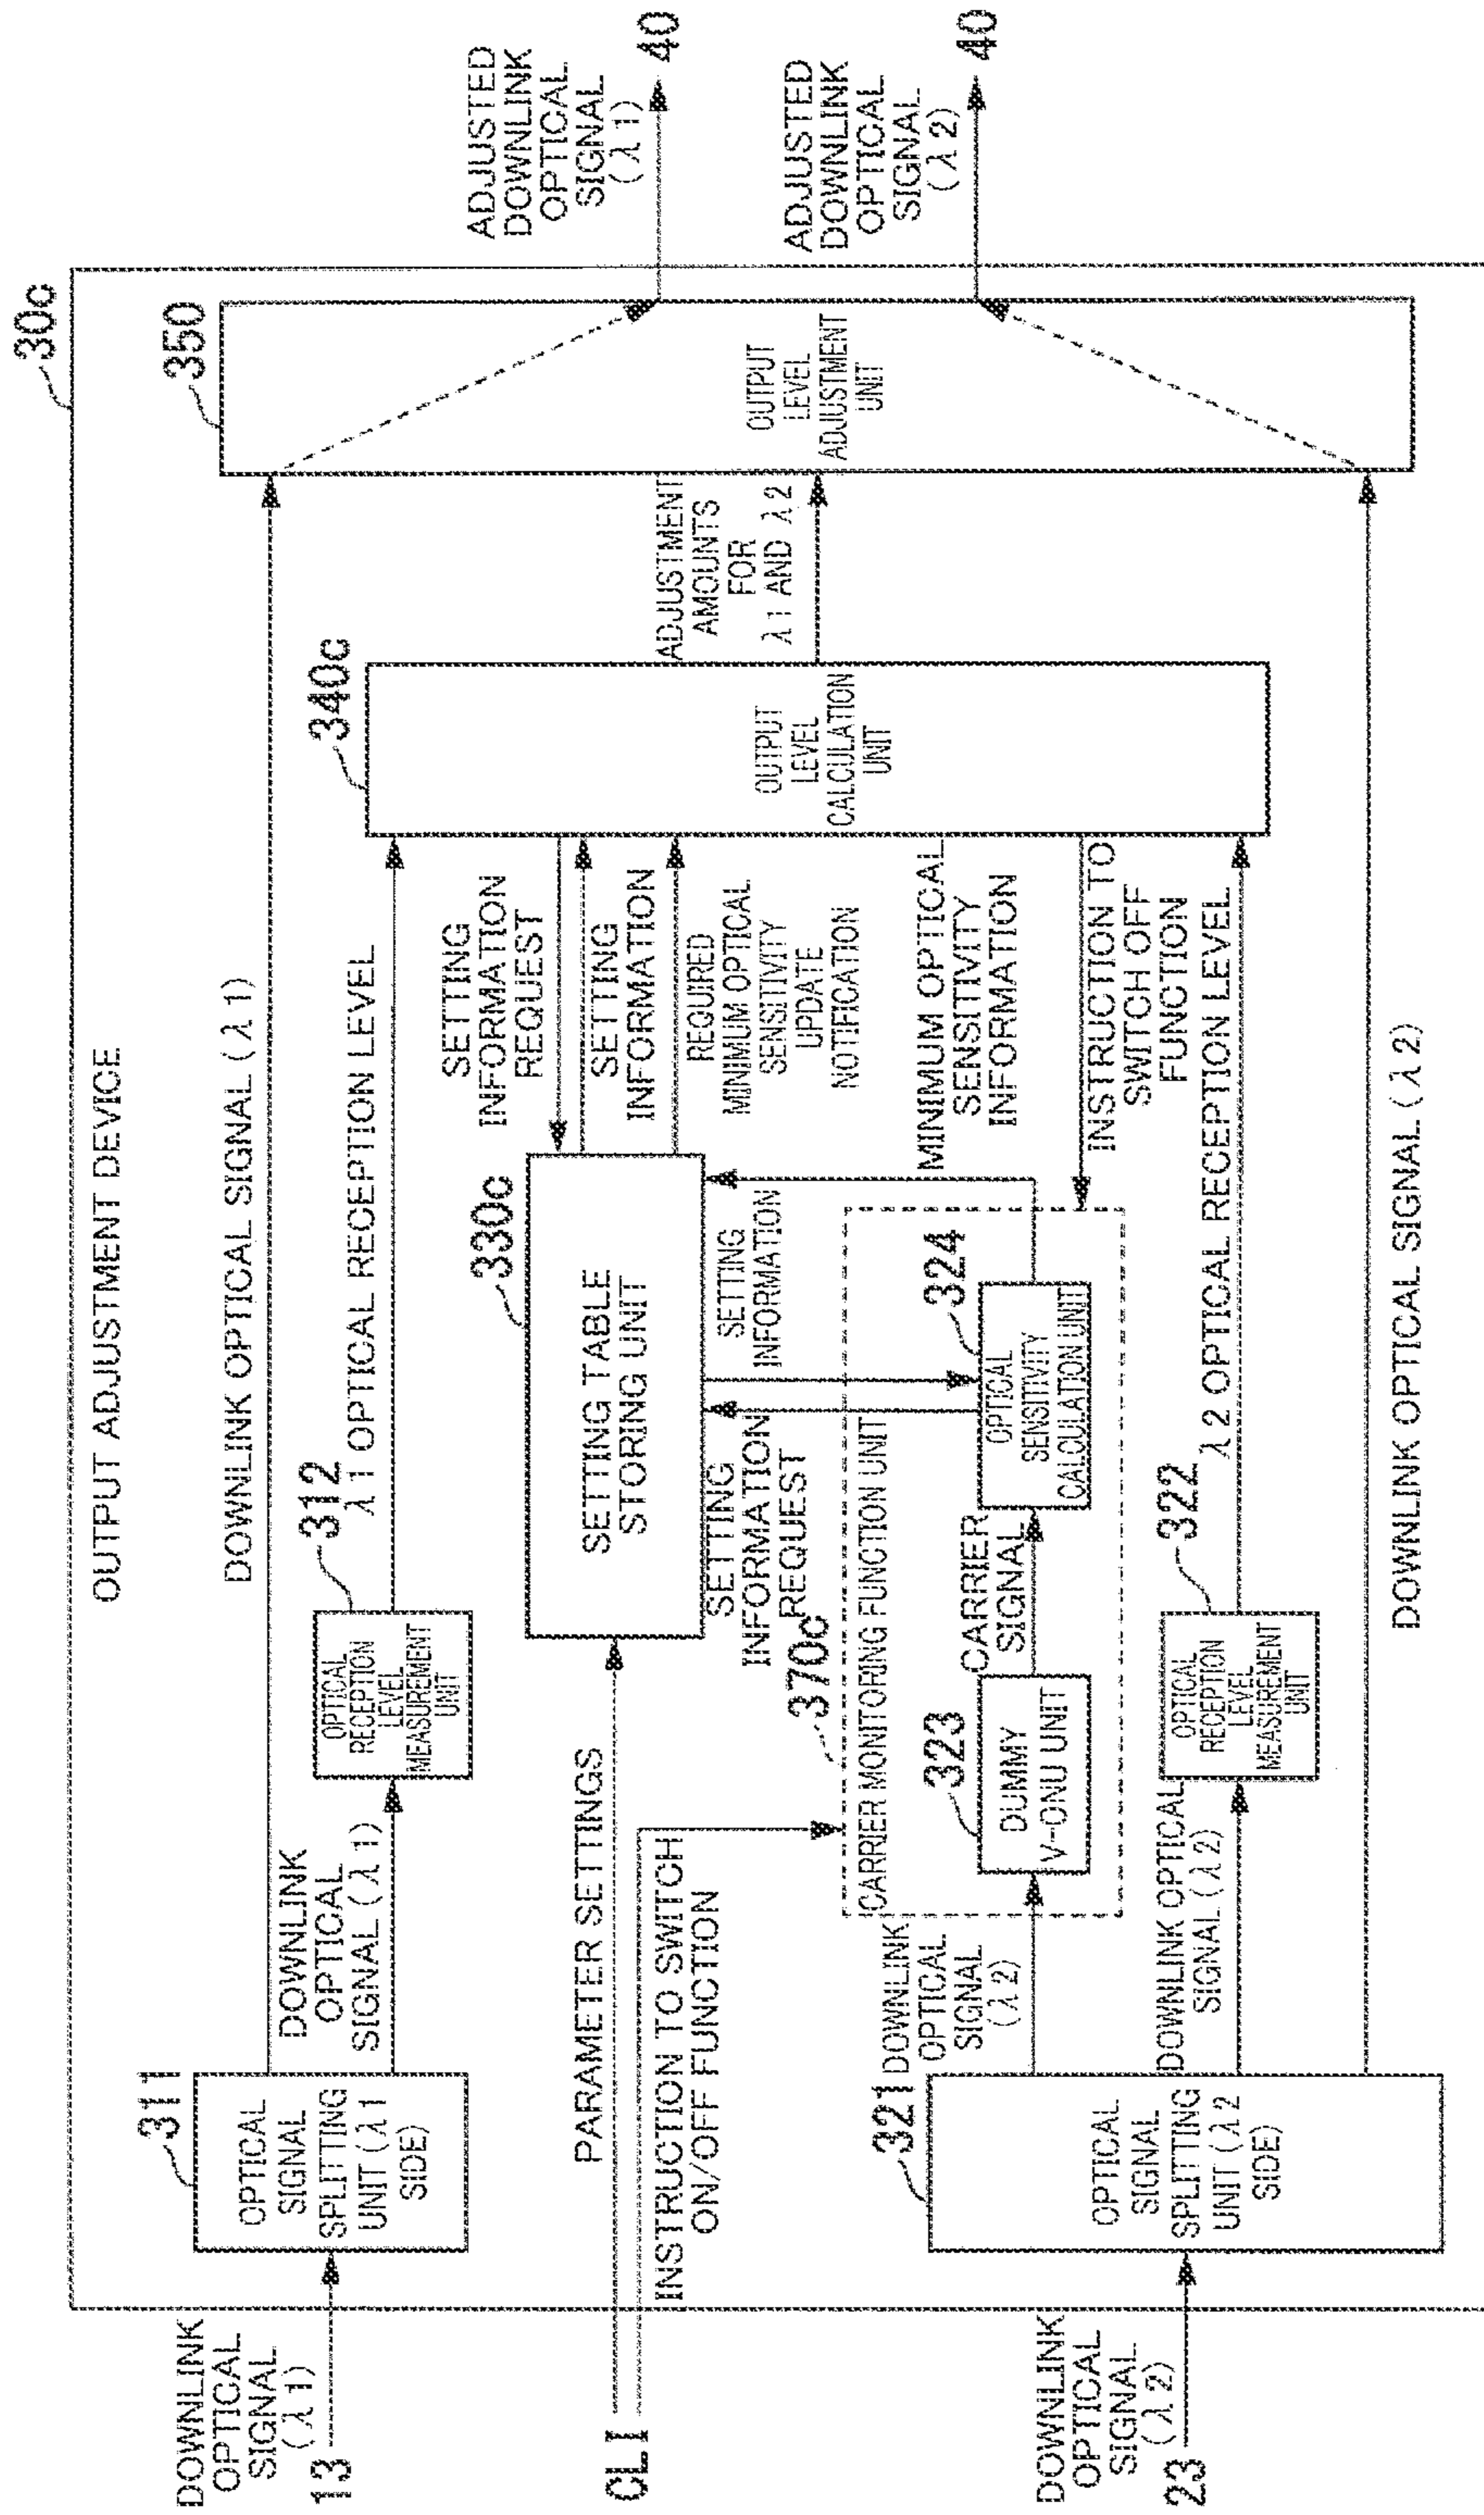 OUTPUT ADJUSTMENT DEVICE
30c
DOWNLINK
OPTICAL
SIGNAL
(λ1)
13
311
OPTICAL
SIGNAL
SPLITTING
UNIT (λ1
SIDE)
DOWNLINK OPTICAL SIGNAL (λ1)
DOWNLINK
OPTICAL
SIGNAL (λ1)
312
OPTICAL
RECEPTION
LEVEL
MEASUREMENT
UNIT
λ1 OPTICAL RECEPTION LEVEL
350
OUTPUT
LEVEL
ADJUSTMENT
UNIT
ADJUSTED
DOWNLINK
OPTICAL
SIGNAL
(λ1)
40
ADJUSTED
DOWNLINK
OPTICAL
SIGNAL
(λ2)
40
340c
OUTPUT
LEVEL
CALCULATION
UNIT
ADJUSTMENT
AMOUNTS
FOR
λ1 AND λ2
CLI
PARAMETER SETTINGS
INSTRUCTION TO SWITCH
ON/OFF FUNCTION
330c
SETTING TABLE
STORING UNIT
SETTING
INFORMATION
REQUEST
SETTING
INFORMATION
REQUIRED
MINIMUM OPTICAL
SENSITIVITY
UPDATE
NOTIFICATION
SETTING
INFORMATION
REQUEST
SETTING
INFORMATION
MINIMUM OPTICAL
SENSITIVITY
INFORMATION
INSTRUCTION TO
SWITCH OFF
FUNCTION
370c
CARRIER MONITORING FUNCTION UNIT
323
DUMMY
V-ONU UNIT
CARRIER
SIGNAL
324
OPTICAL
SENSITIVITY
CALCULATION UNIT
DOWNLINK
OPTICAL
SIGNAL
(λ2)
23
321
OPTICAL
SIGNAL
SPLITTING
UNIT (λ2
SIDE)
DOWNLINK
OPTICAL
SIGNAL
(λ2)
DOWNLINK OPTICAL
SIGNAL (λ2)
322
OPTICAL
RECEPTION
LEVEL
MEASUREMENT
UNIT
λ2 OPTICAL RECEPTION LEVEL
DOWNLINK OPTICAL SIGNAL (λ2)